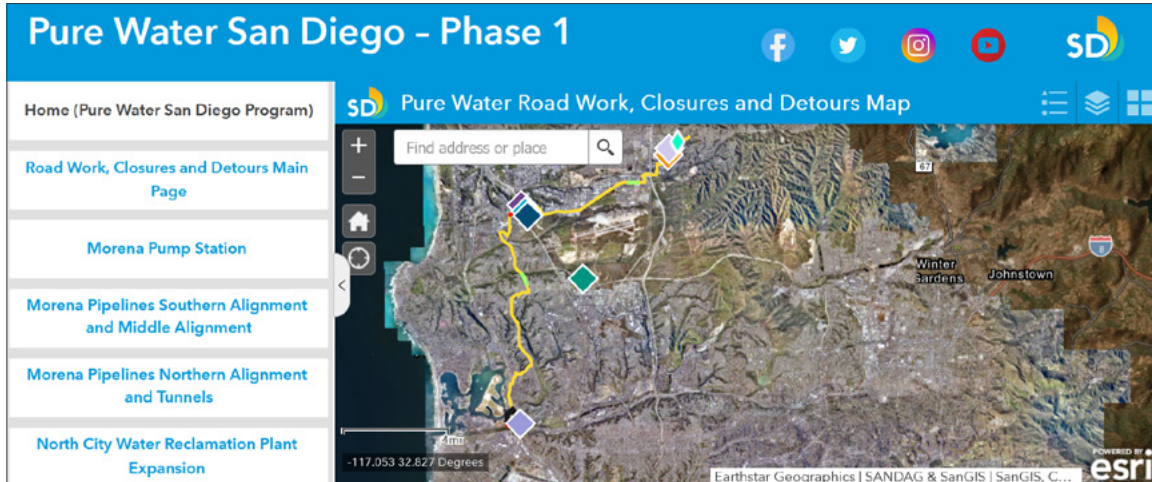 Pure Water San Diego – Phase 1
SD
Home (Pure Water San Diego Program)
Road Work, Closures and Detours Main
Page
Morena Pump Station
Morena Pipelines Southern Alignment
and Middle Alignment
Morena Pipelines Northern Alignment
and Tunnels
North City Water Reclamation Plant
Expansion
SD
Pure Water Road Work, Closures and Detours Map
+
Find address or place
−
67
8
Winter
Gardens
Johnstown
<
4mi
-117.053 32.827 Degrees
Earthstar Geographics | SANDAG & SanGIS | SanGIS, C...
POWERED BY
esri